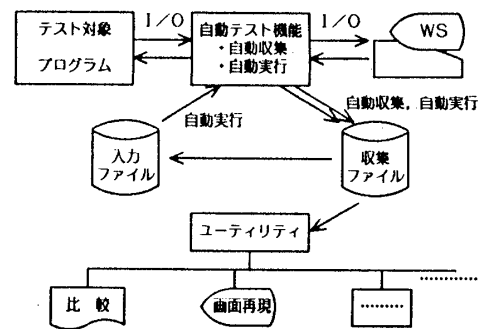 テスト対象
プログラム
I/O
自動テスト機能
・自動収集
・自動実行
I/O
WS
自動実行
自動収集,自動実行
入力
ファイル
収集
ファイル
ユーティリティ
比 較
画面再現
………
………